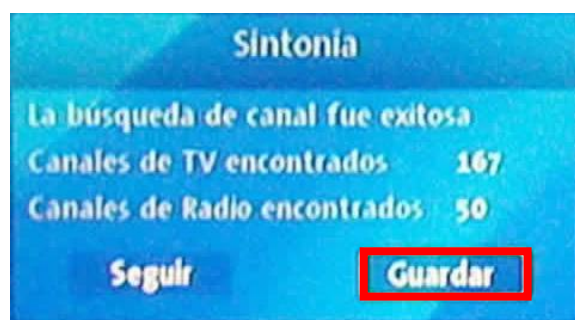 Sintonia
La búsqueda de canal fue exitosa
Canales de TV encontrados 167
Canales de Radio encontrados 50
Seguir Guardar